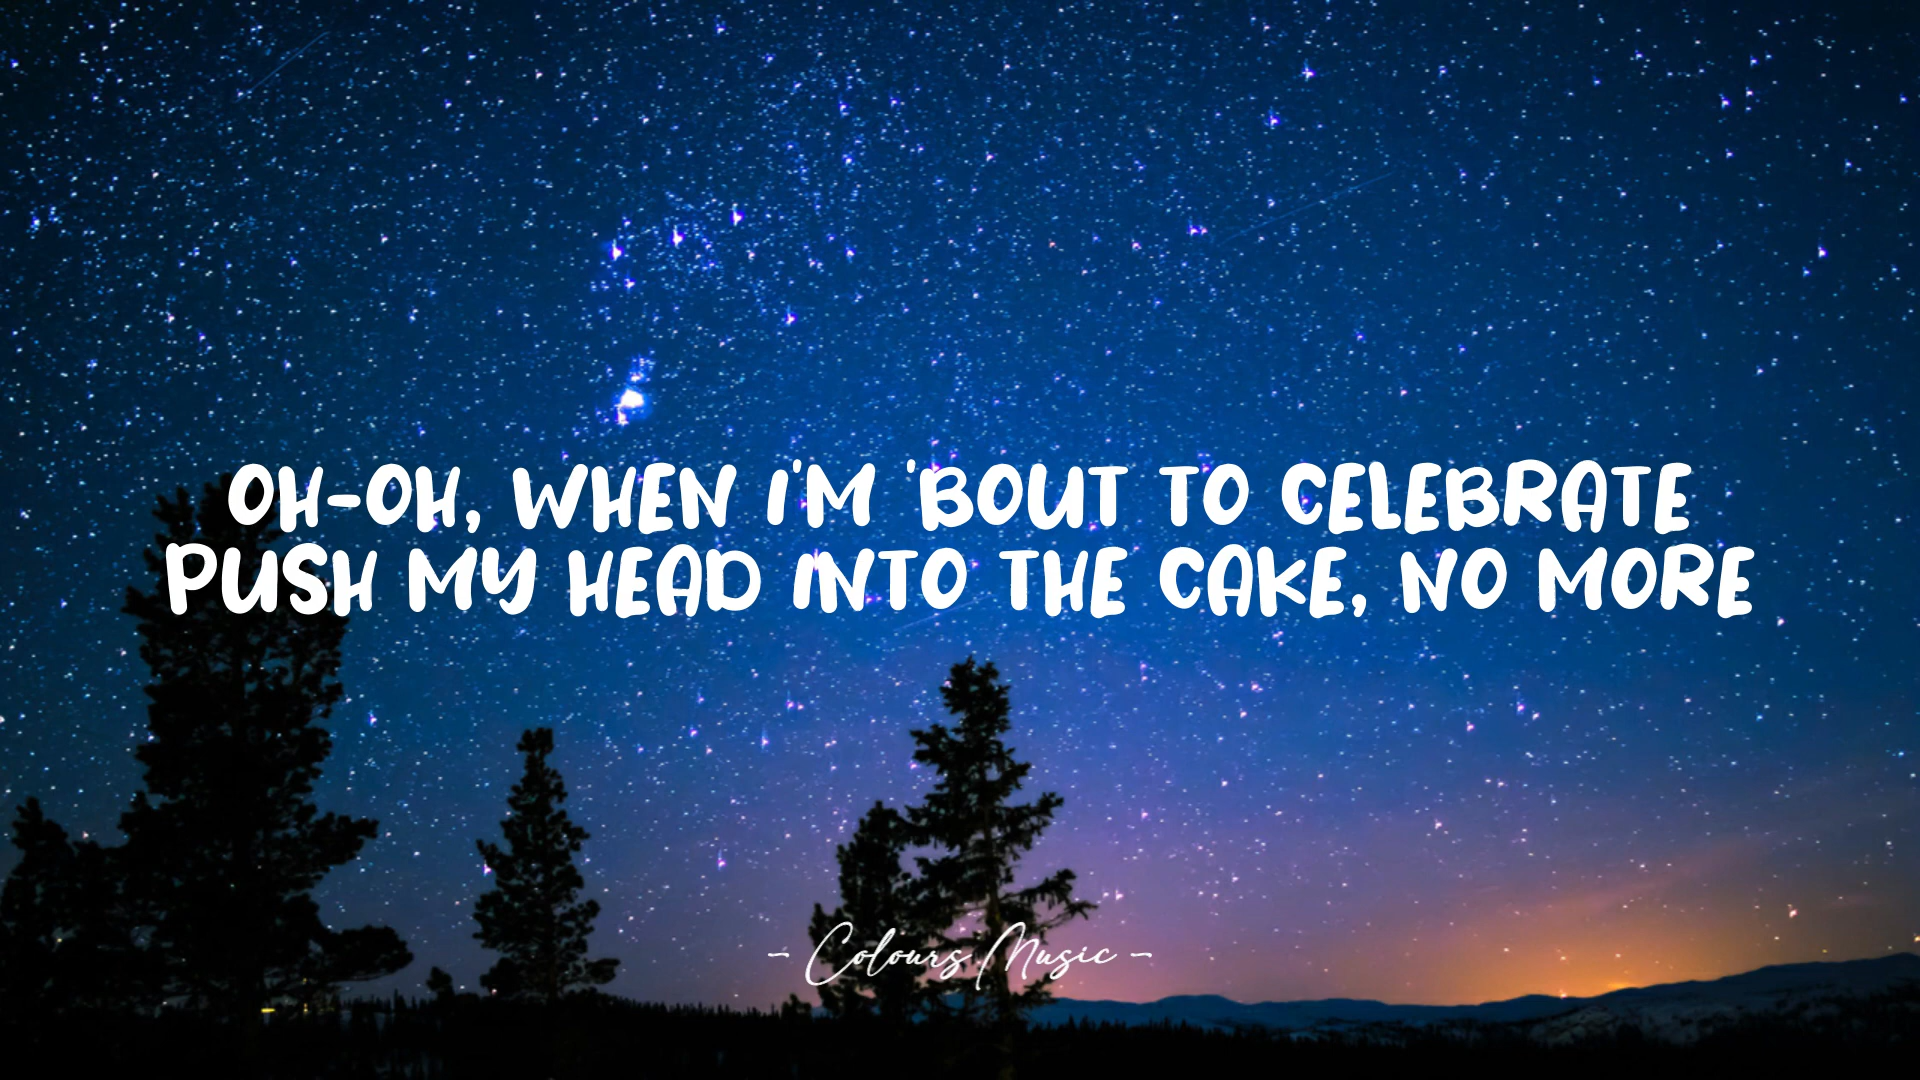 OH-OH, WHEN I'M 'BOUT TO CELEBRATE
PUSH MY HEAD INTO THE CAKE, NO MORE
- Colours Music -